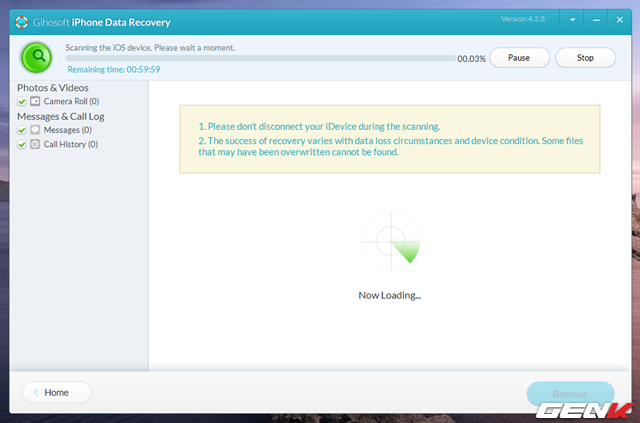 Gihosoft iPhone Data Recovery
Version:4.2.8
Scanning the iOS device. Please wait a moment.
00.03%
Pause
Stop
Remaining time: 00:59:59
Photos & Videos
Camera Roll (0)
Messages & Call Log
Messages (0)
Call History (0)
1. Please don't disconnect your iDevice during the scanning.
2. The success of recovery varies with data loss circumstances and device condition. Some files
that may have been overwritten cannot be found.
Now Loading...
Home
Recover
GENK